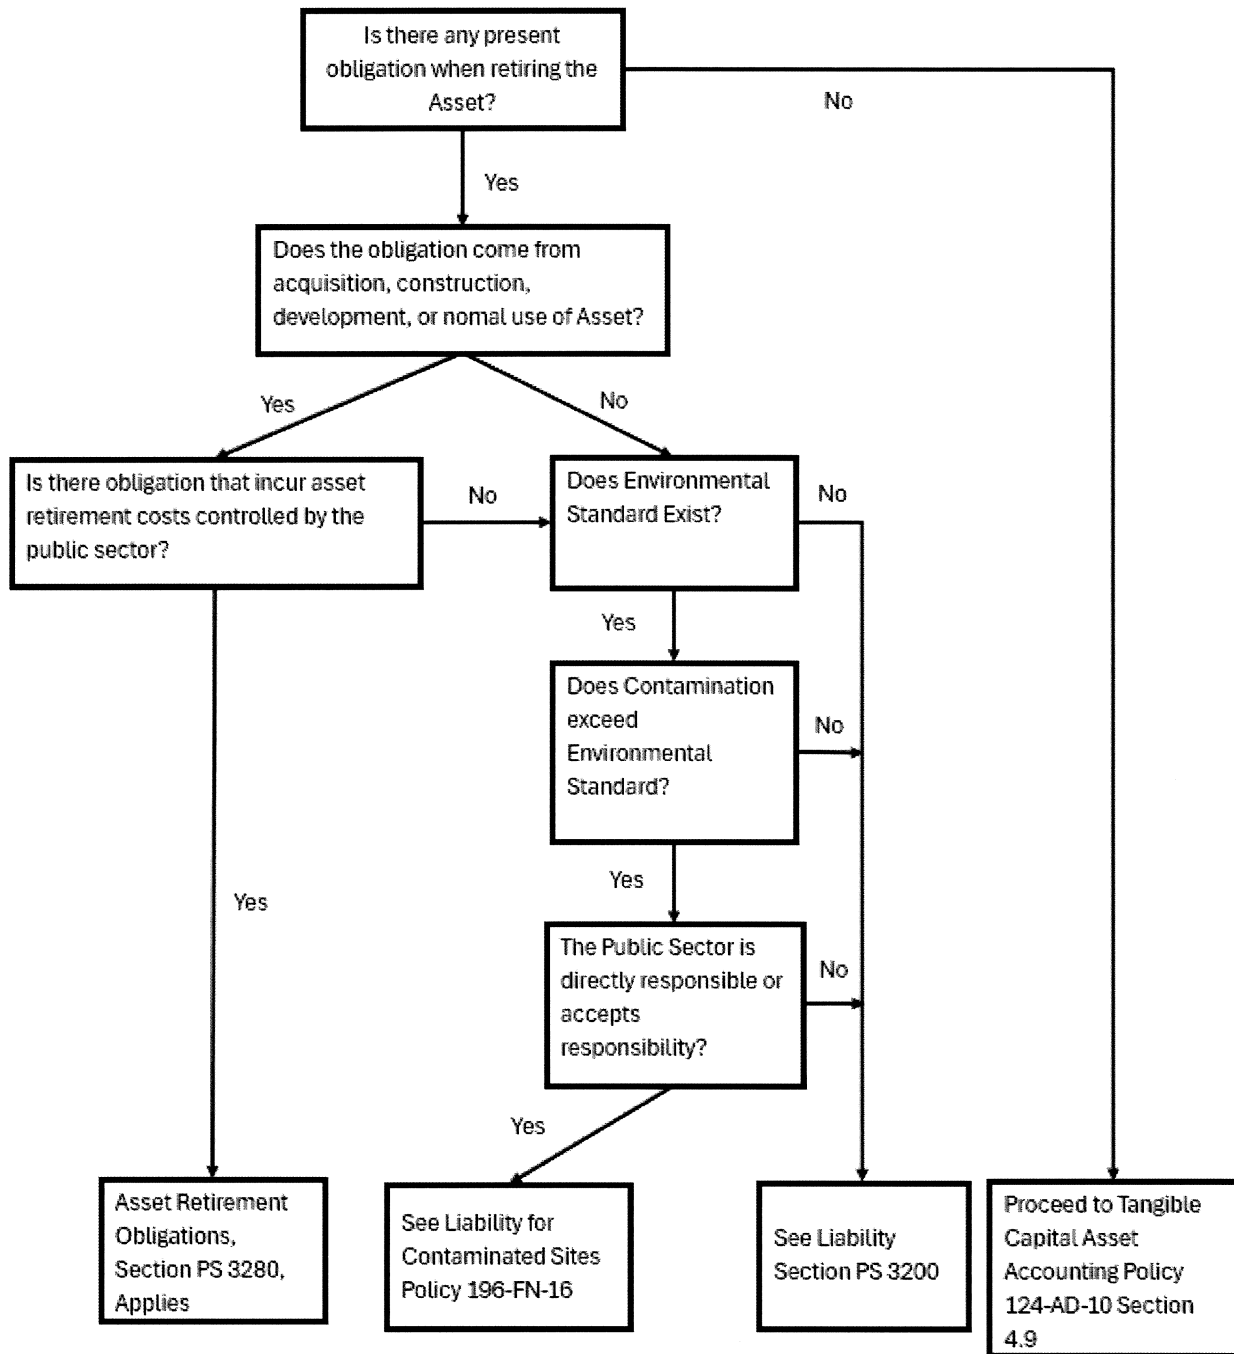 Is there any present
obligation when retiring the
Asset?
No
Yes
Does the obligation come from
acquisition, construction,
development, or nomal use of Asset?
Yes
No
Is there obligation that incur asset
retirement costs controlled by the
public sector?
No
Does Environmental
Standard Exist?
No
Yes
Does Contamination
exceed
Environmental
Standard?
No
Yes
Yes
The Public Sector is
directly responsible or
accepts
responsibility?
No
Yes
Asset Retirement
Obligations,
Section PS 3280,
Applies
See Liability for
Contaminated Sites
Policy 196-FN-16
See Liability
Section PS 3200
Proceed to Tangible
Capital Asset
Accounting Policy
124-AD-10 Section
4.9